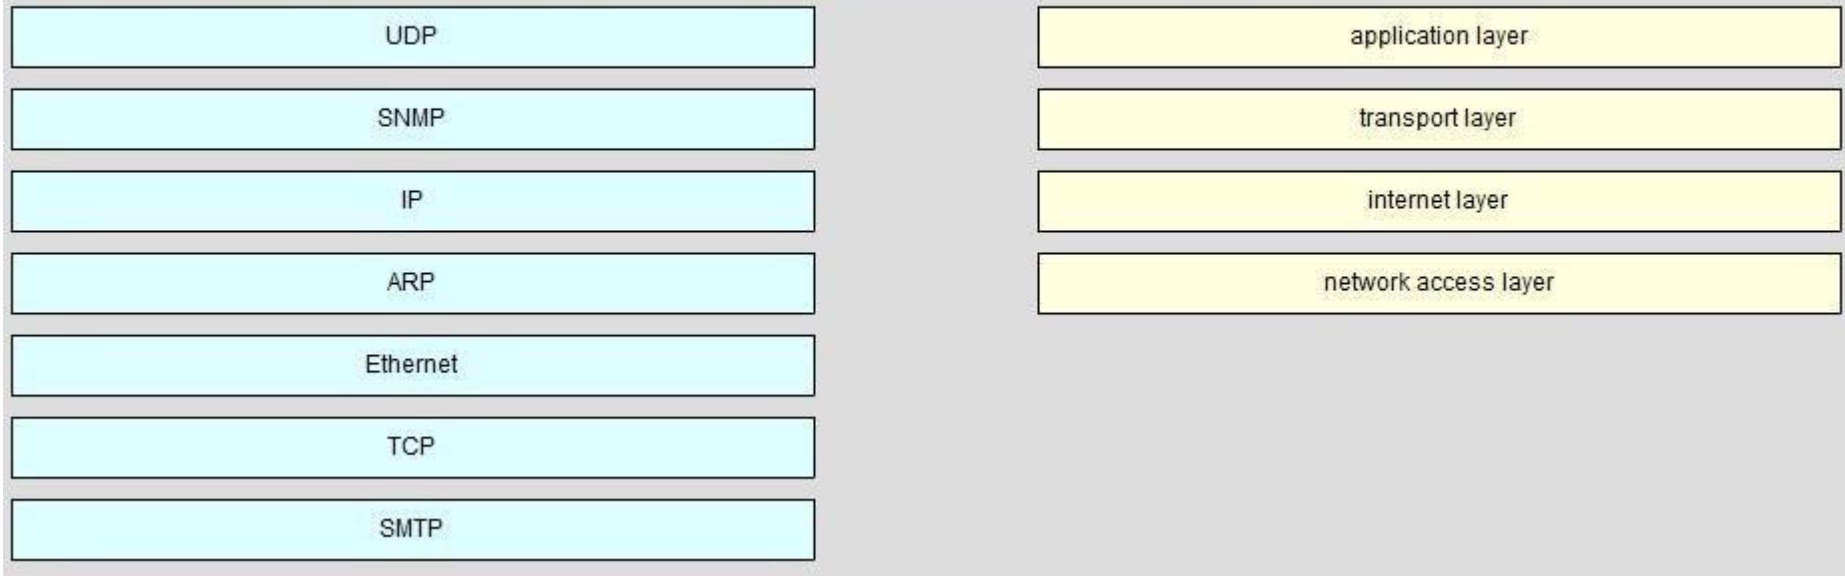 UDP
SNMP
IP
ARP
Ethernet
TCP
SMTP
application layer
transport layer
internet layer
network access layer